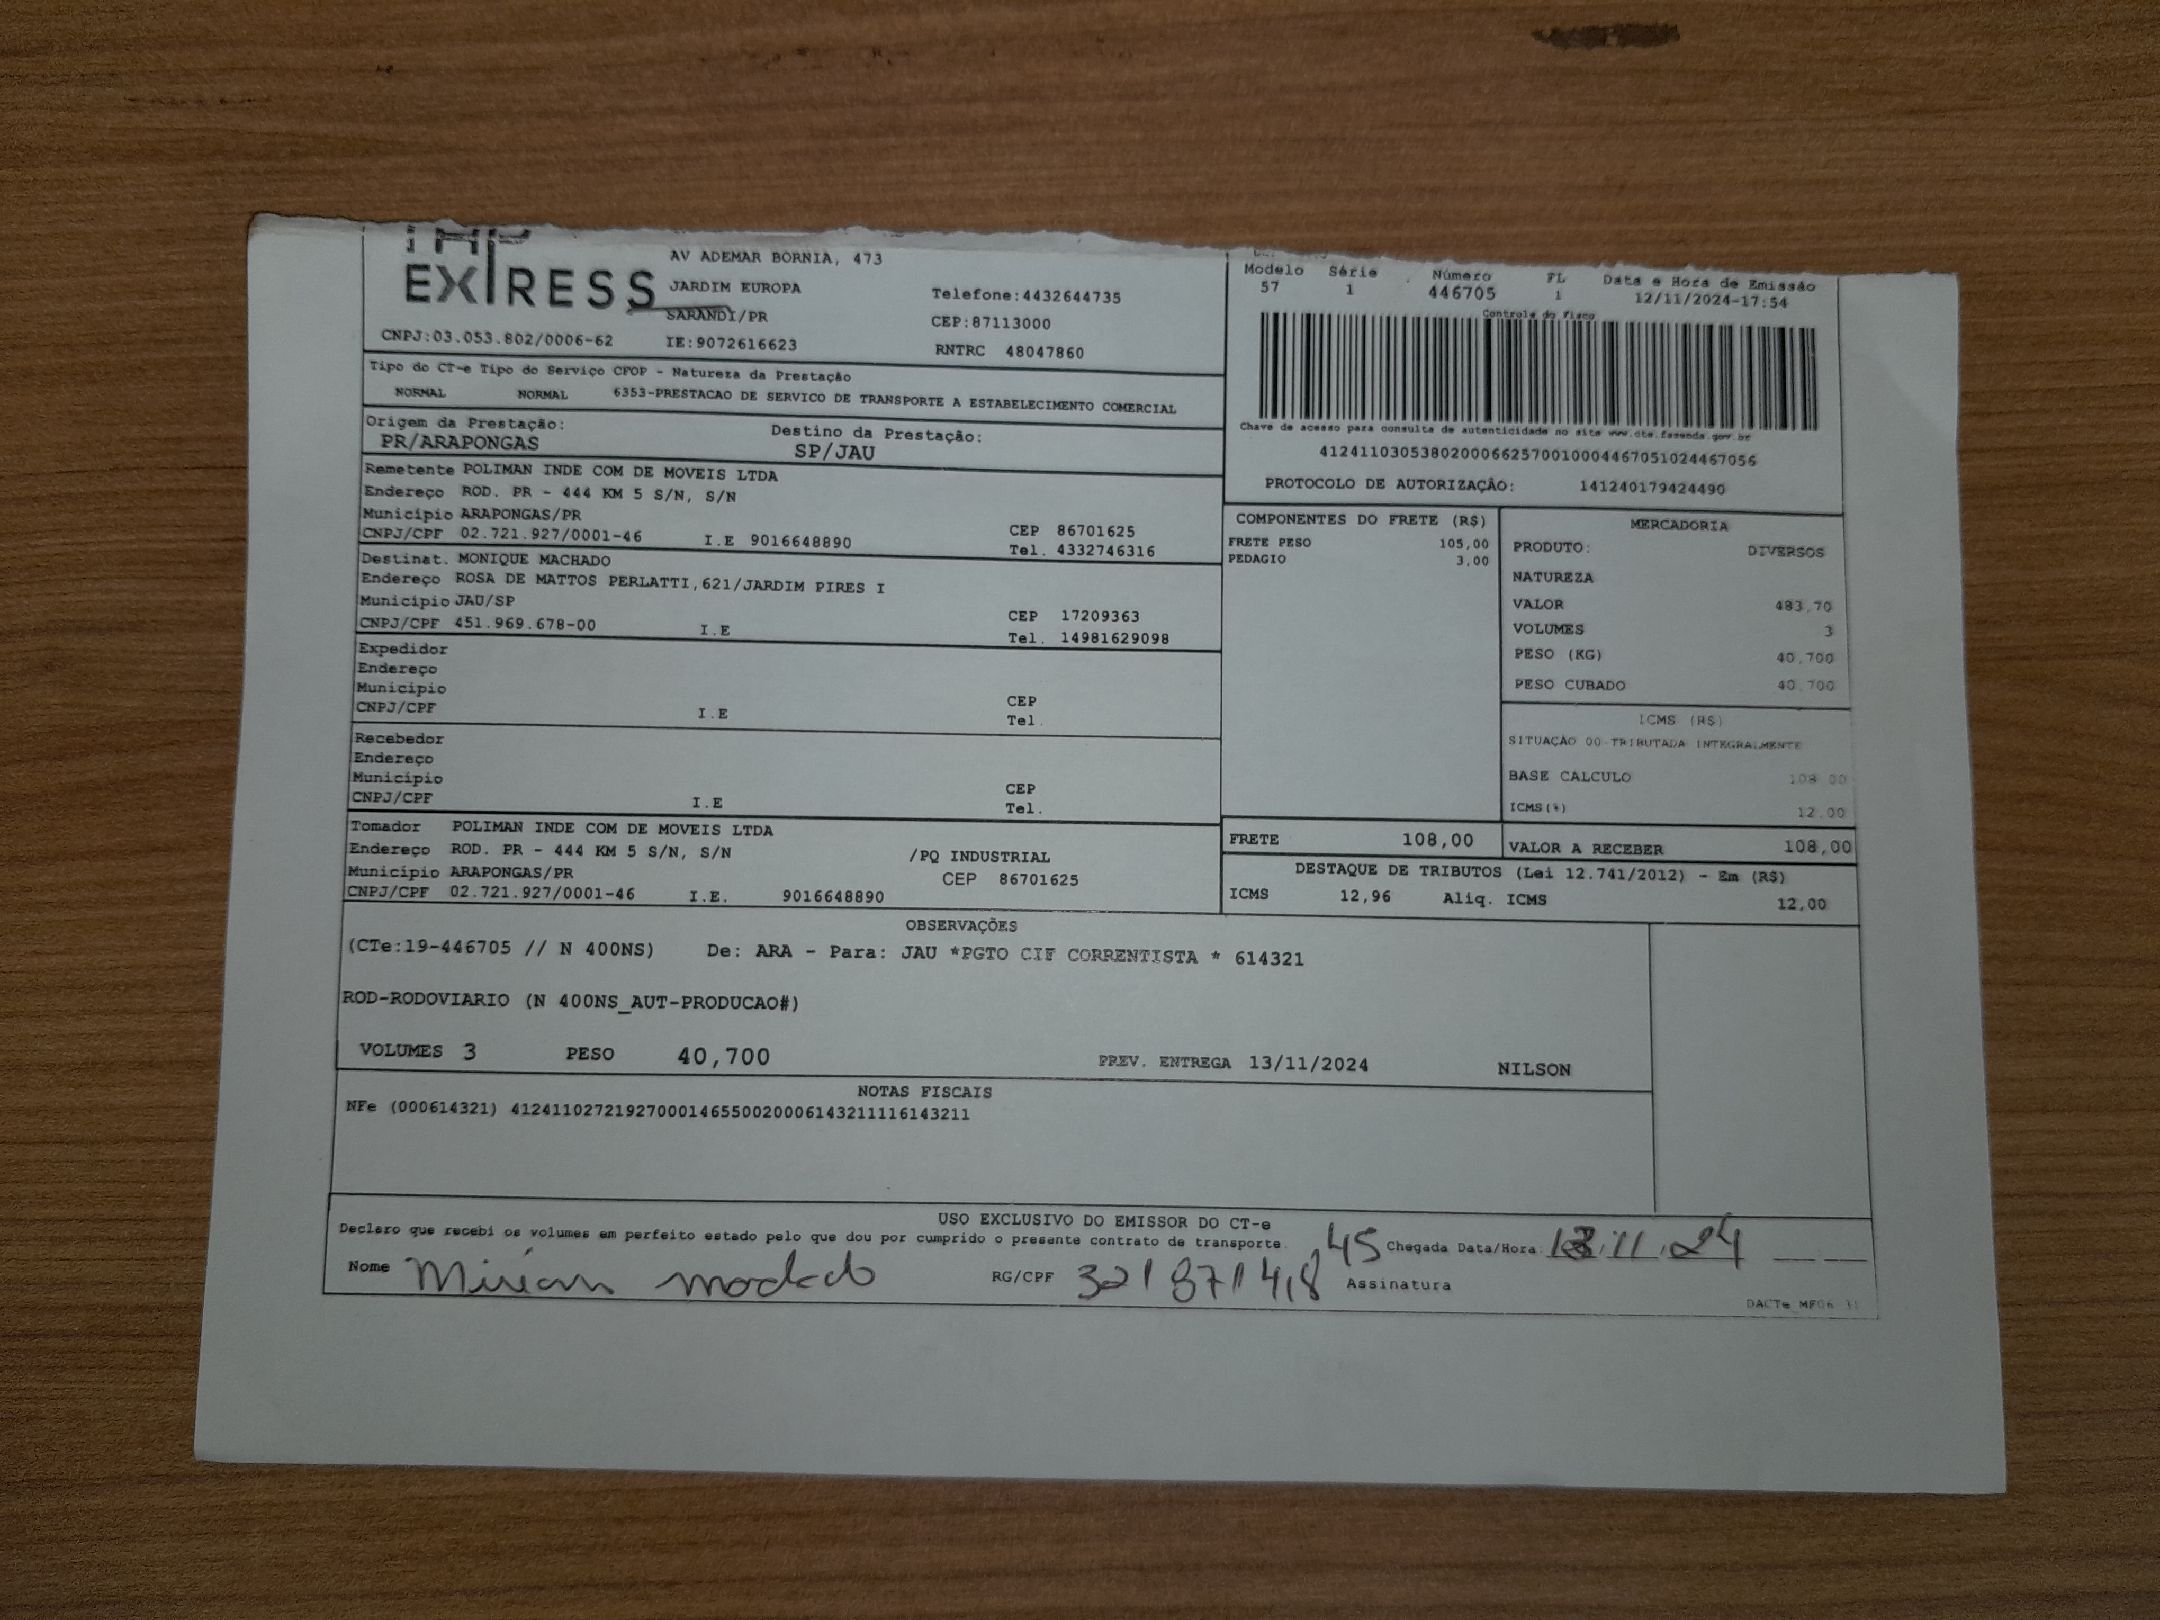 EXPRESS
AV ADEMAR BORNIA, 473
JARDIM EUROPA
SARANDI/PR
Telefone:4432644735
CEP:87113000
CNPJ:03.053.802/0006-62 IE:9072616623 RNTRC 48047860
Modelo Série Número FL Data e Hora de Emissão
57 1 446705 1 12/11/2024-17:54
Controle do Fisco
Tipo do CT-e Tipo do Serviço CFOP - Natureza da Prestação
NORMAL NORMAL 6353-PRESTACAO DE SERVICO DE TRANSPORTE A ESTABELECIMENTO COMERCIAL
Chave de acesso para consulta de autenticidade no site www.cte.fazenda.gov.br
41241103053802000662570010004467051024467056
PROTOCOLO DE AUTORIZAÇÃO: 141240179424490
Origem da Prestação: Destino da Prestação:
PR/ARAPONGAS SP/JAU
Remetente POLIMAN INDE COM DE MOVEIS LTDA
Endereço ROD. PR - 444 KM 5 S/N, S/N
Município ARAPONGAS/PR CEP 86701625
CNPJ/CPF 02.721.927/0001-46 I.E 9016648890 Tel. 4332746316
Destinat. MONIQUE MACHADO
Endereço ROSA DE MATTOS PERLATTI,621/JARDIM PIRES I
Município JAU/SP CEP 17209363
CNPJ/CPF 451.969.678-00 I.E Tel. 14981629098
Expedidor
Endereço
Município CEP
CNPJ/CPF I.E Tel.
Recebedor
Endereço
Município CEP
CNPJ/CPF I.E Tel.
Tomador POLIMAN INDE COM DE MOVEIS LTDA
Endereço ROD. PR - 444 KM 5 S/N, S/N /PQ INDUSTRIAL
Município ARAPONGAS/PR CEP 86701625
CNPJ/CPF 02.721.927/0001-46 I.E. 9016648890
COMPONENTES DO FRETE (R$)
FRETE PESO 105,00
PEDAGIO 3,00
MERCADORIA
PRODUTO: DIVERSOS
NATUREZA
VALOR 483,70
VOLUMES 3
PESO (KG) 40,700
PESO CUBADO 40,700
ICMS (R$)
SITUAÇÃO 00-TRIBUTADA INTEGRALMENTE
BASE CALCULO 108,00
ICMS(%) 12,00
FRETE 108,00 VALOR A RECEBER 108,00
DESTAQUE DE TRIBUTOS (Lei 12.741/2012) - Em (R$)
ICMS 12,96 Aliq. ICMS 12,00
OBSERVAÇÕES
(CTe:19-446705 // N 400NS) De: ARA - Para: JAU *PGTO CIF CORRENTISTA * 614321
ROD-RODOVIARIO (N 400NS_AUT-PRODUCAO#)
VOLUMES 3 PESO 40,700 PREV. ENTREGA 13/11/2024 NILSON
NOTAS FISCAIS
NFe (000614321) 41241102721927000146550020006143211116143211
USO EXCLUSIVO DO EMISSOR DO CT-e
Declaro que recebi os volumes em perfeito estado pelo que dou por cumprido o presente contrato de transporte. 45 Chegada Data/Hora: 13.11.24
Nome RG/CPF Assinatura